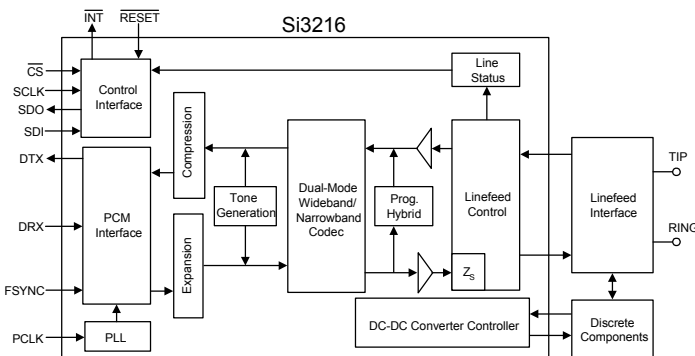 INT
RESET
Si3216
CS
SCLK
SDO
SDI
Control
Interface
Line
Status
DTX
DRX
FSYNC
PCLK
PCM
Interface
PLL
Compression
Expansion
Tone
Generation
Dual-Mode
Wideband/
Narrowband
Codec
Prog.
Hybrid
Linefeed
Control
ZS
Linefeed
Interface
TIP
RING
DC-DC Converter Controller
Discrete
Components